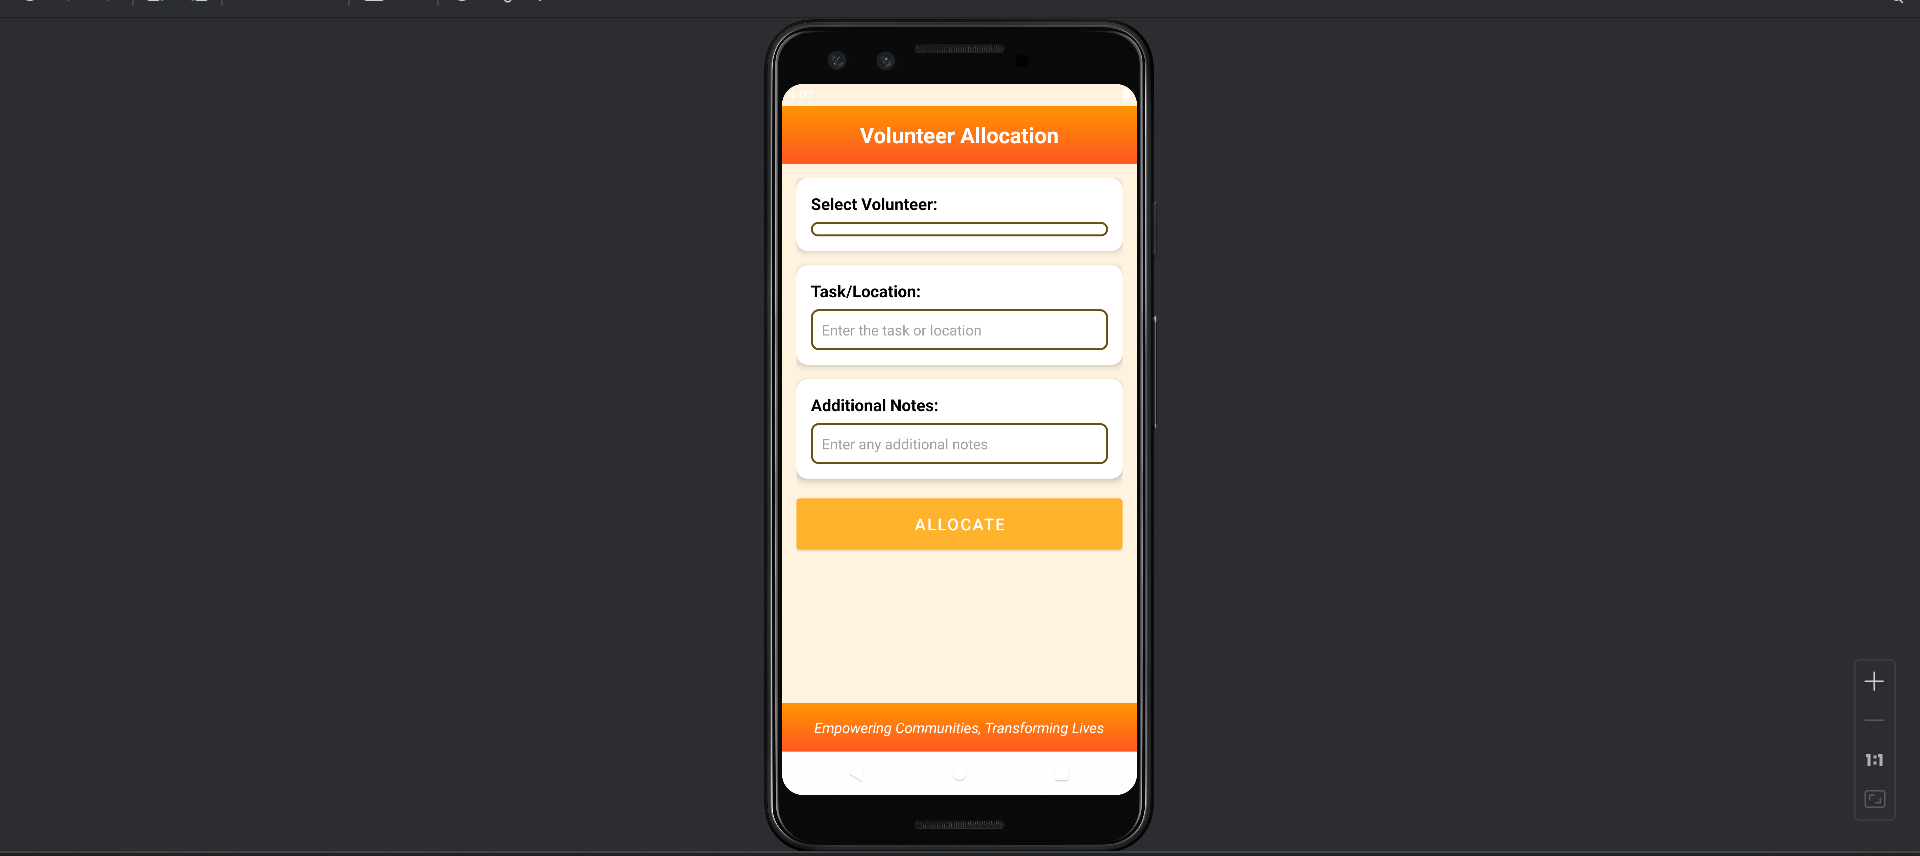 Volunteer Allocation
Select Volunteer:
Task/Location:
Enter the task or location
Additional Notes:
Enter any additional notes
ALLOCATE
Empowering Communities, Transforming Lives
1:1